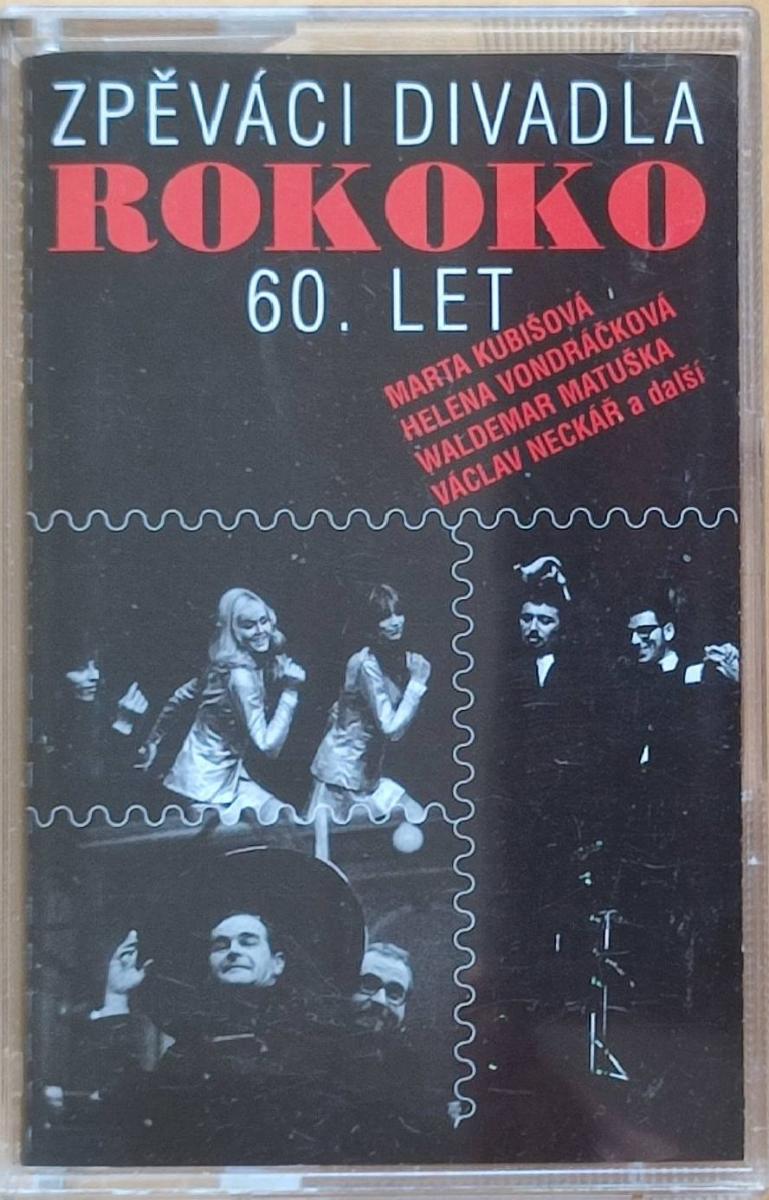 ZPĚVÁCI DIVADLA
ROKOKO
60. LET
MARTA KUBIŠOVÁ
HELENA VONDRÁČKOVÁ
WALDEMAR MATUŠKA
VÁCLAV NECKÁŘ a další